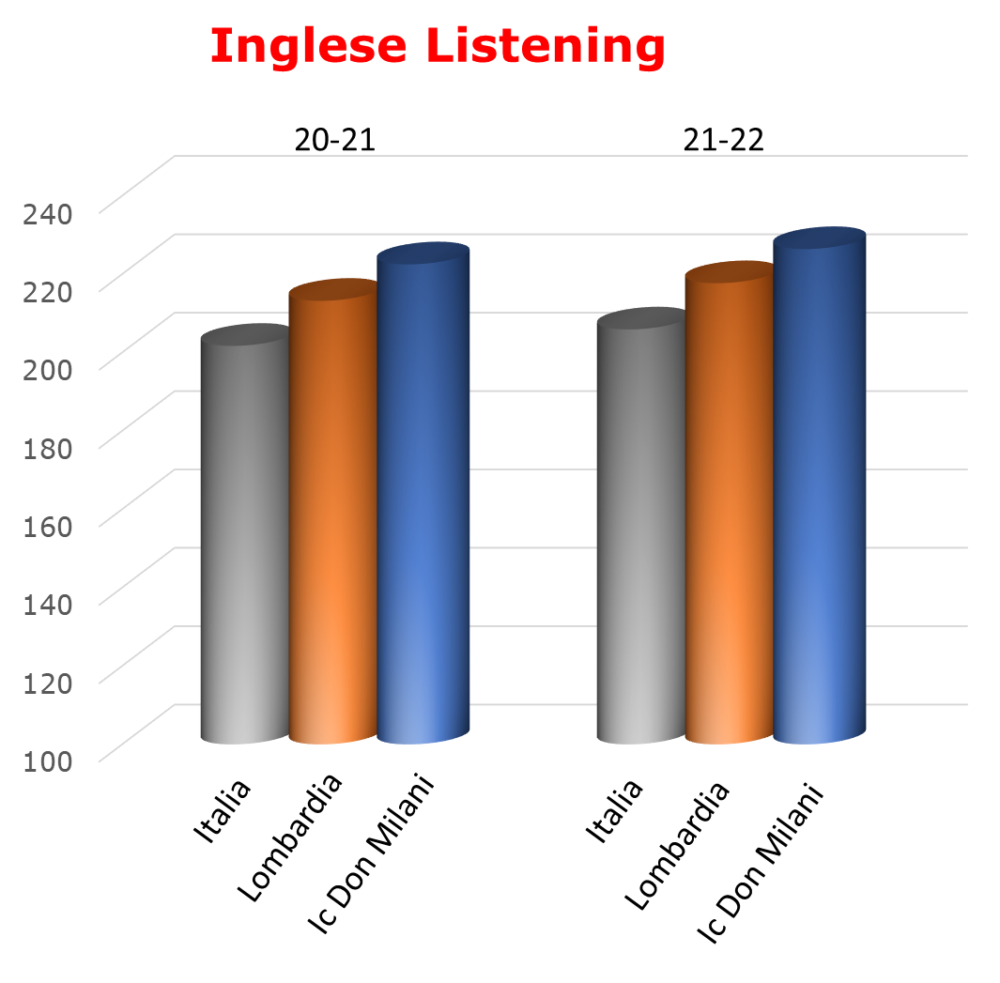 Inglese Listening
20-21
21-22
240
220
200
180
160
140
120
100
Italia
Lombardia
Ic Don Milani
Italia
Lombardia
Ic Don Milani